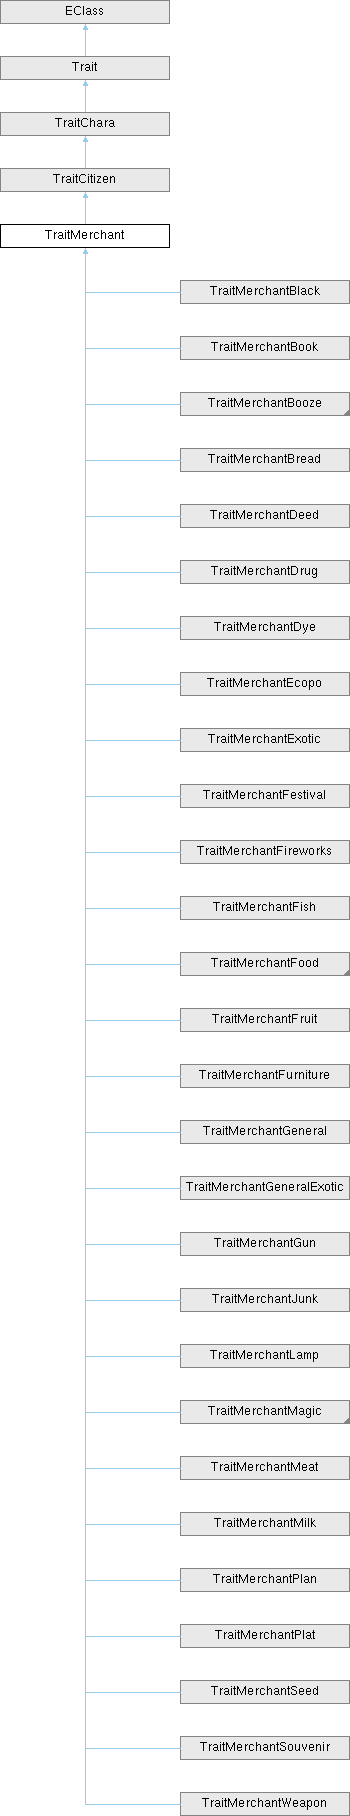 EClass
Trait
TraitChara
TraitCitizen
TraitMerchant
TraitMerchantBlack
TraitMerchantBook
TraitMerchantBooze
TraitMerchantBread
TraitMerchantDeed
TraitMerchantDrug
TraitMerchantDye
TraitMerchantEcopo
TraitMerchantExotic
TraitMerchantFestival
TraitMerchantFireworks
TraitMerchantFish
TraitMerchantFood
TraitMerchantFruit
TraitMerchantFurniture
TraitMerchantGeneral
TraitMerchantGeneralExotic
TraitMerchantGun
TraitMerchantJunk
TraitMerchantLamp
TraitMerchantMagic
TraitMerchantMeat
TraitMerchantMilk
TraitMerchantPlan
TraitMerchantPlat
TraitMerchantSeed
TraitMerchantSouvenir
TraitMerchantWeapon